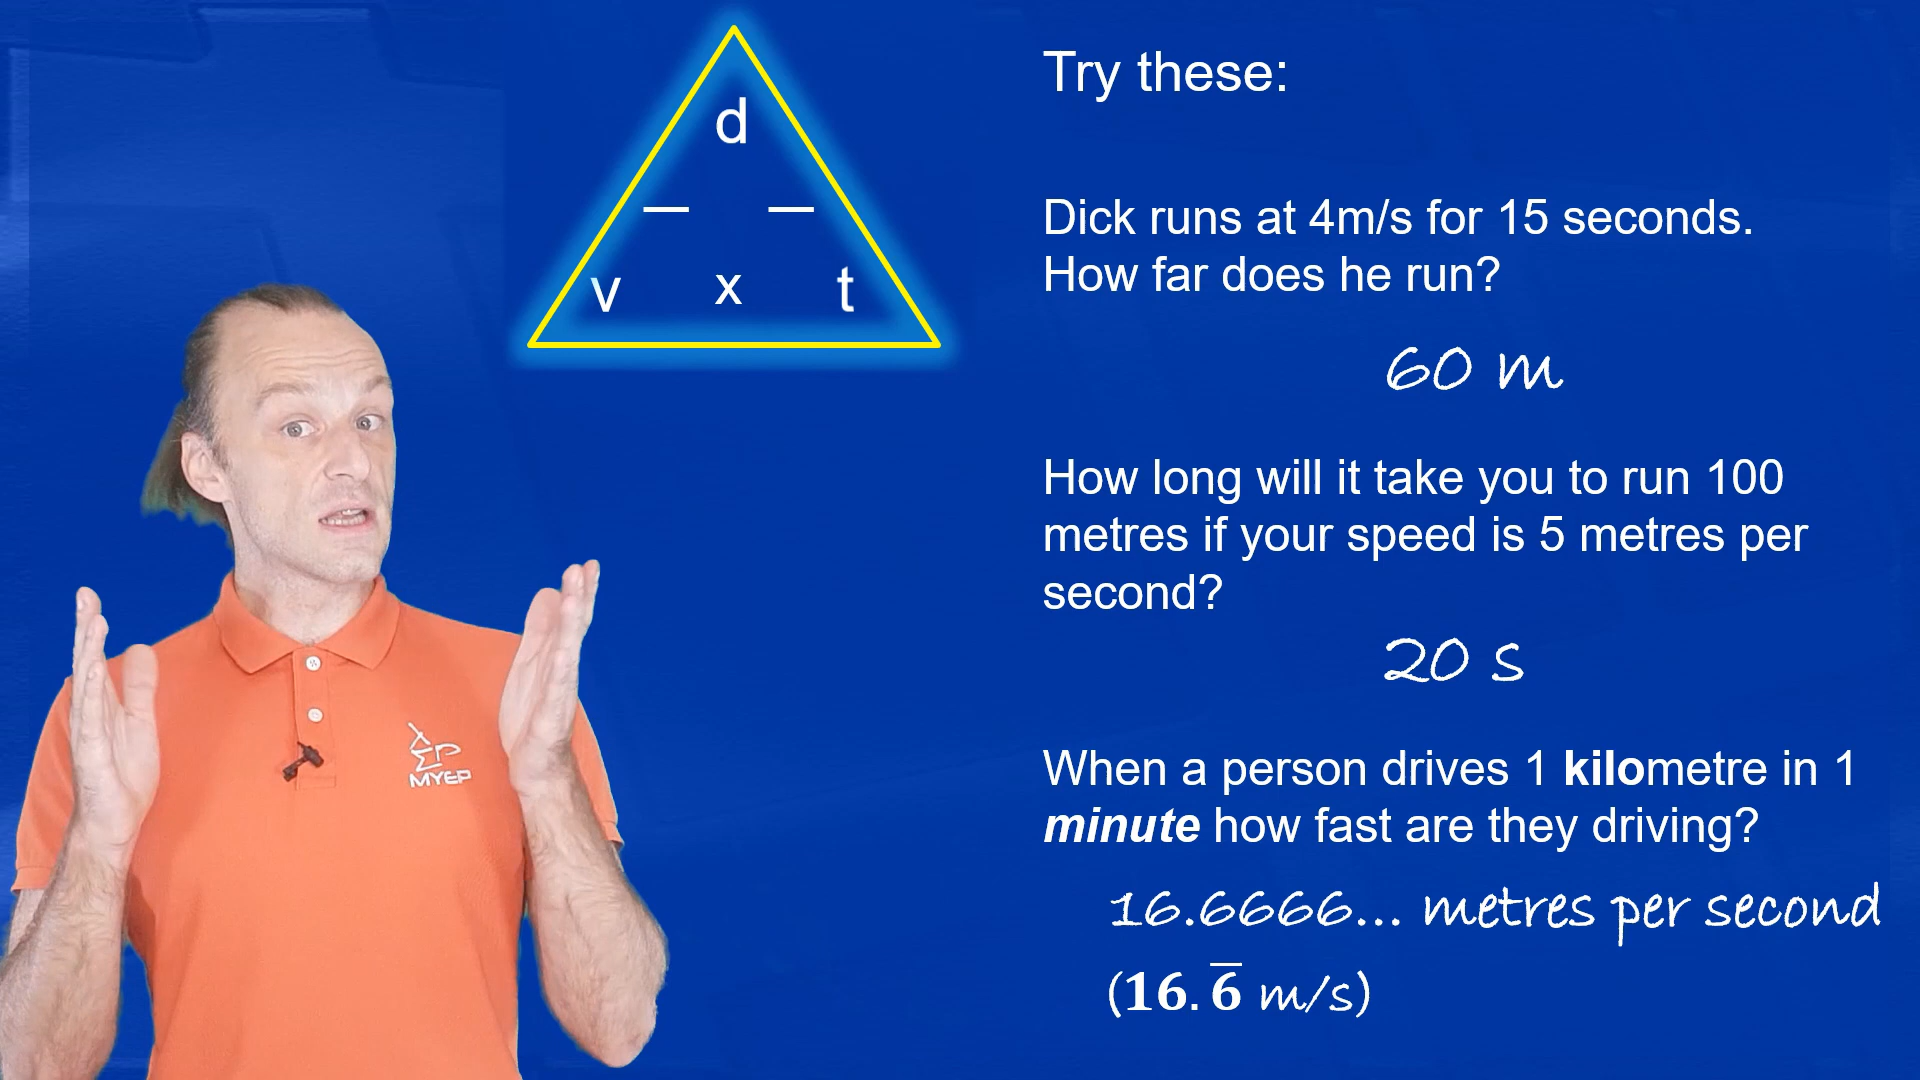 d
— —
v x t
Try these:
Dick runs at 4m/s for 15 seconds.
How far does he run?
60 m
How long will it take you to run 100
metres if your speed is 5 metres per
second?
20 s
When a person drives 1 kilometre in 1
minute how fast are they driving?
16.6666... metres per second
(16.6̅ m/s)
MYEP